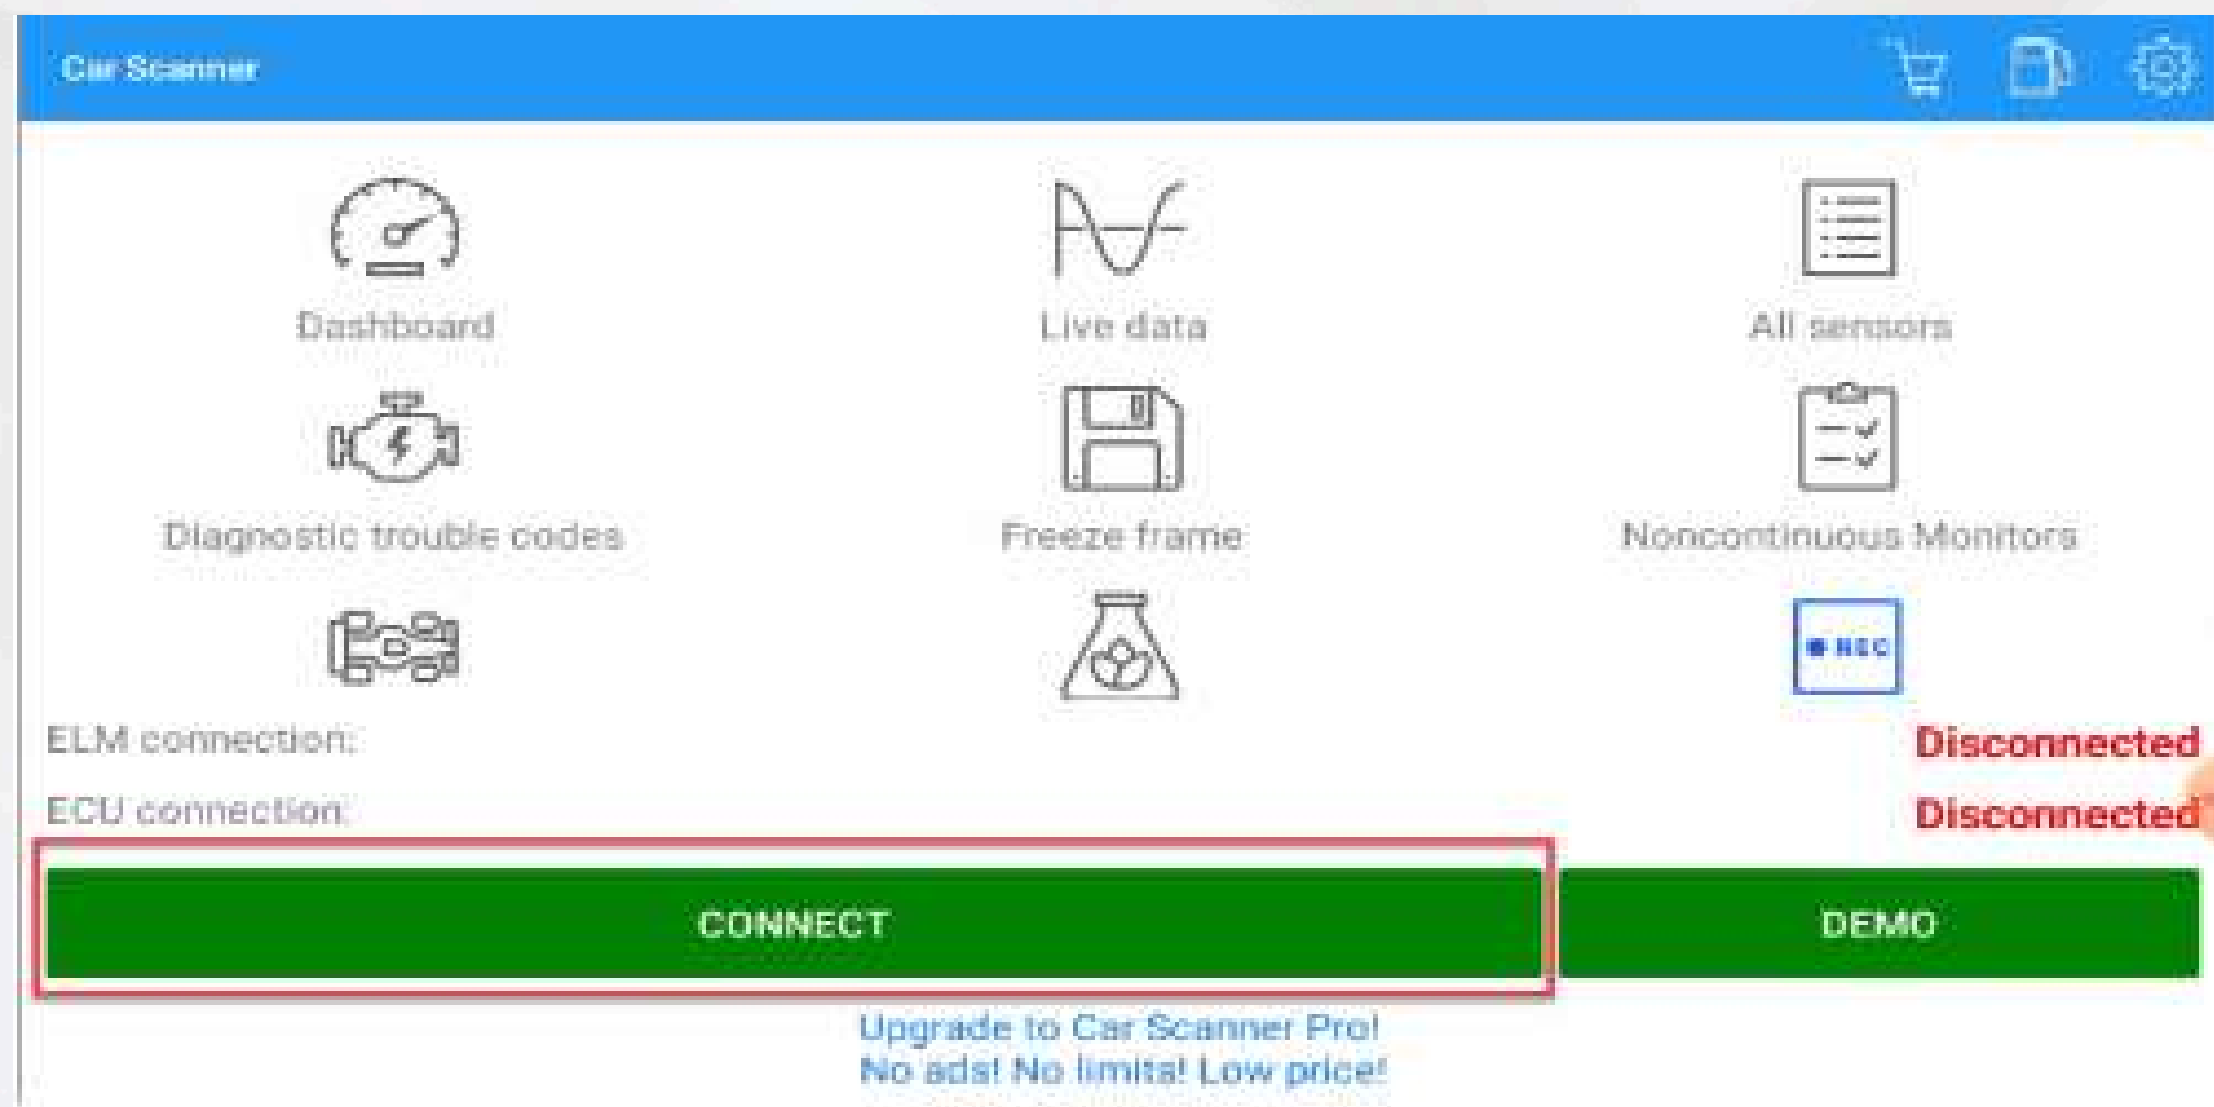 Car Scanner
Dashboard
Live data
All sensors
Diagnostic trouble codes
Freeze frame
Noncontinuous Monitors
ELM connection:
Disconnected
ECU connection:
Disconnected
CONNECT
DEMO
Upgrade to Car Scanner Pro!
No ads! No limits! Low price!